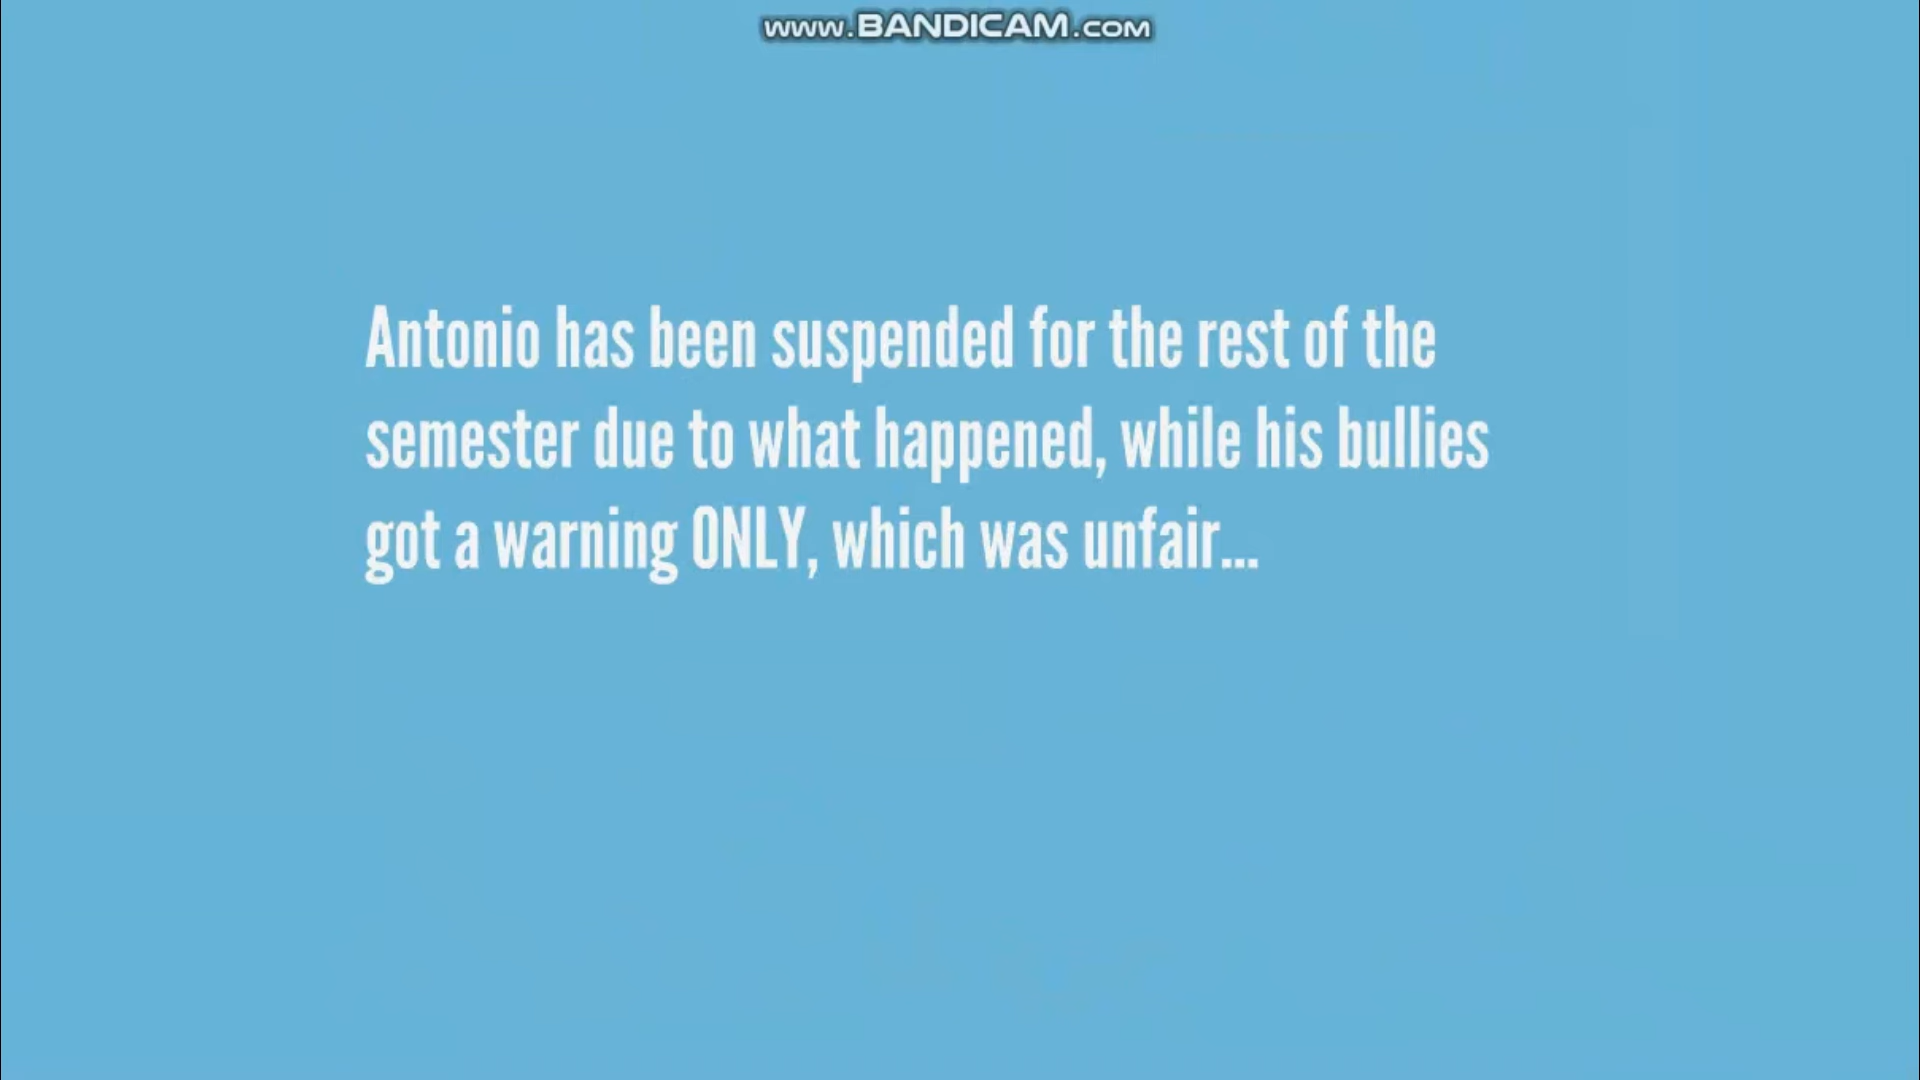 www.BANDICAM.com
Antonio has been suspended for the rest of the
semester due to what happened, while his bullies
got a warning ONLY, which was unfair...